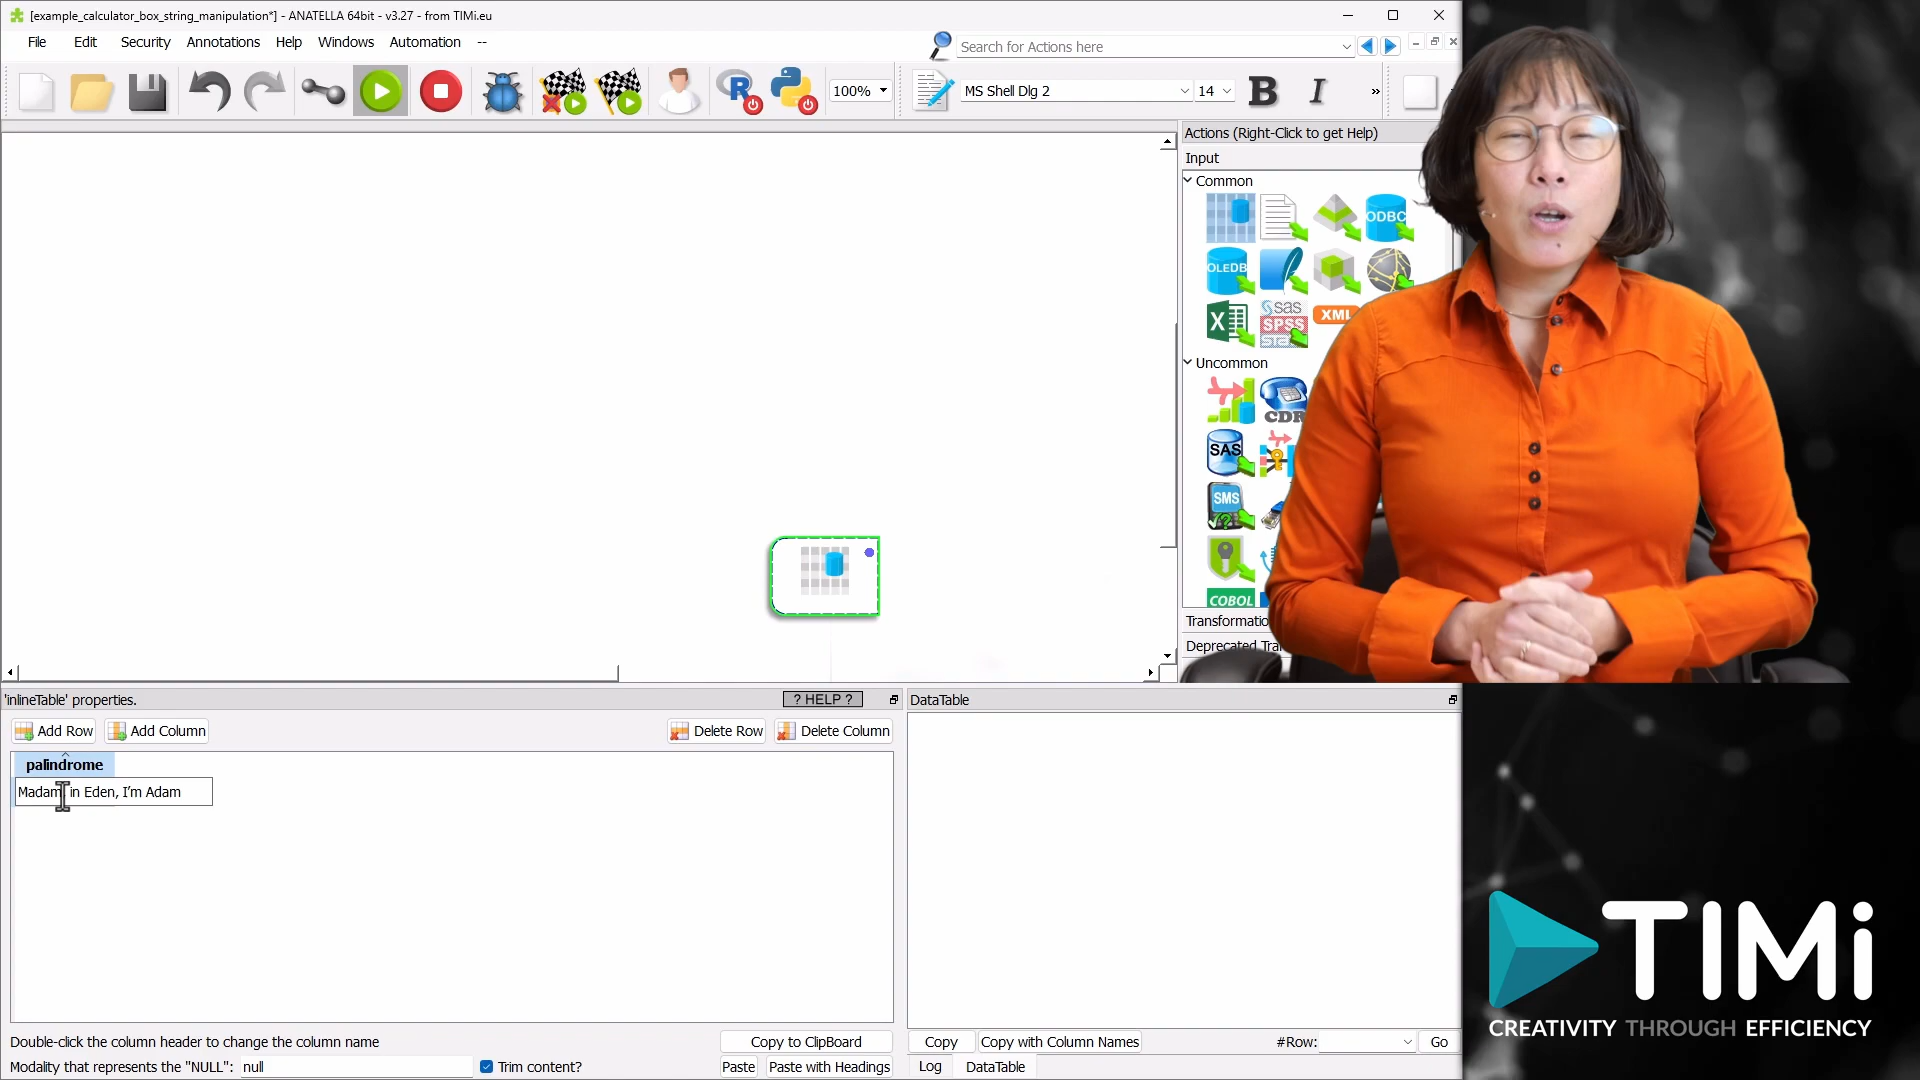 [example_calculator_box_string_manipulation*] - ANATELLA 64bit - v3.27 - from TIMi.eu
File Edit Security Annotations Help Windows Automation --
Search for Actions here
100%
MS Shell Dlg 2
14
B
I
»
Actions (Right-Click to get Help)
Input
Common
ODBC
OLEDB
sas
SPSS
XML
Uncommon
CDR
SAS
SMS
COBOL
Transformatio
Deprecated Tra
'inlineTable' properties.
? HELP ?
DataTable
Add Row
Add Column
Delete Row
Delete Column
palindrome
Madam, in Eden, I'm Adam
Double-click the column header to change the column name
Copy to ClipBoard
Copy
Copy with Column Names
#Row:
Go
Modality that represents the "NULL": null
Trim content?
Paste
Paste with Headings
Log
DataTable
TIMi
CREATIVITY THROUGH EFFICIENCY